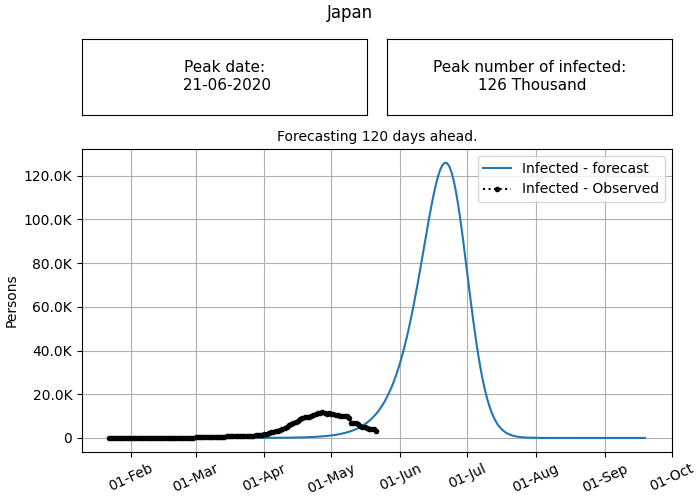 Japan
Peak date:
21-06-2020
Peak number of infected:
126 Thousand
Forecasting 120 days ahead.
Infected - forecast
Infected - Observed
120.0K
100.0K
80.0K
60.0K
40.0K
20.0K
0
Persons
01-Feb
01-Mar
01-Apr
01-May
01-Jun
01-Jul
01-Aug
01-Sep
01-Oct